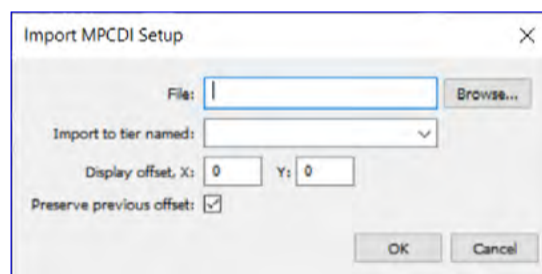 Import MPCDI Setup
File: Browse...
Import to tier named:
Display offset, X: 0 Y: 0
Preserve previous offset:
OK Cancel